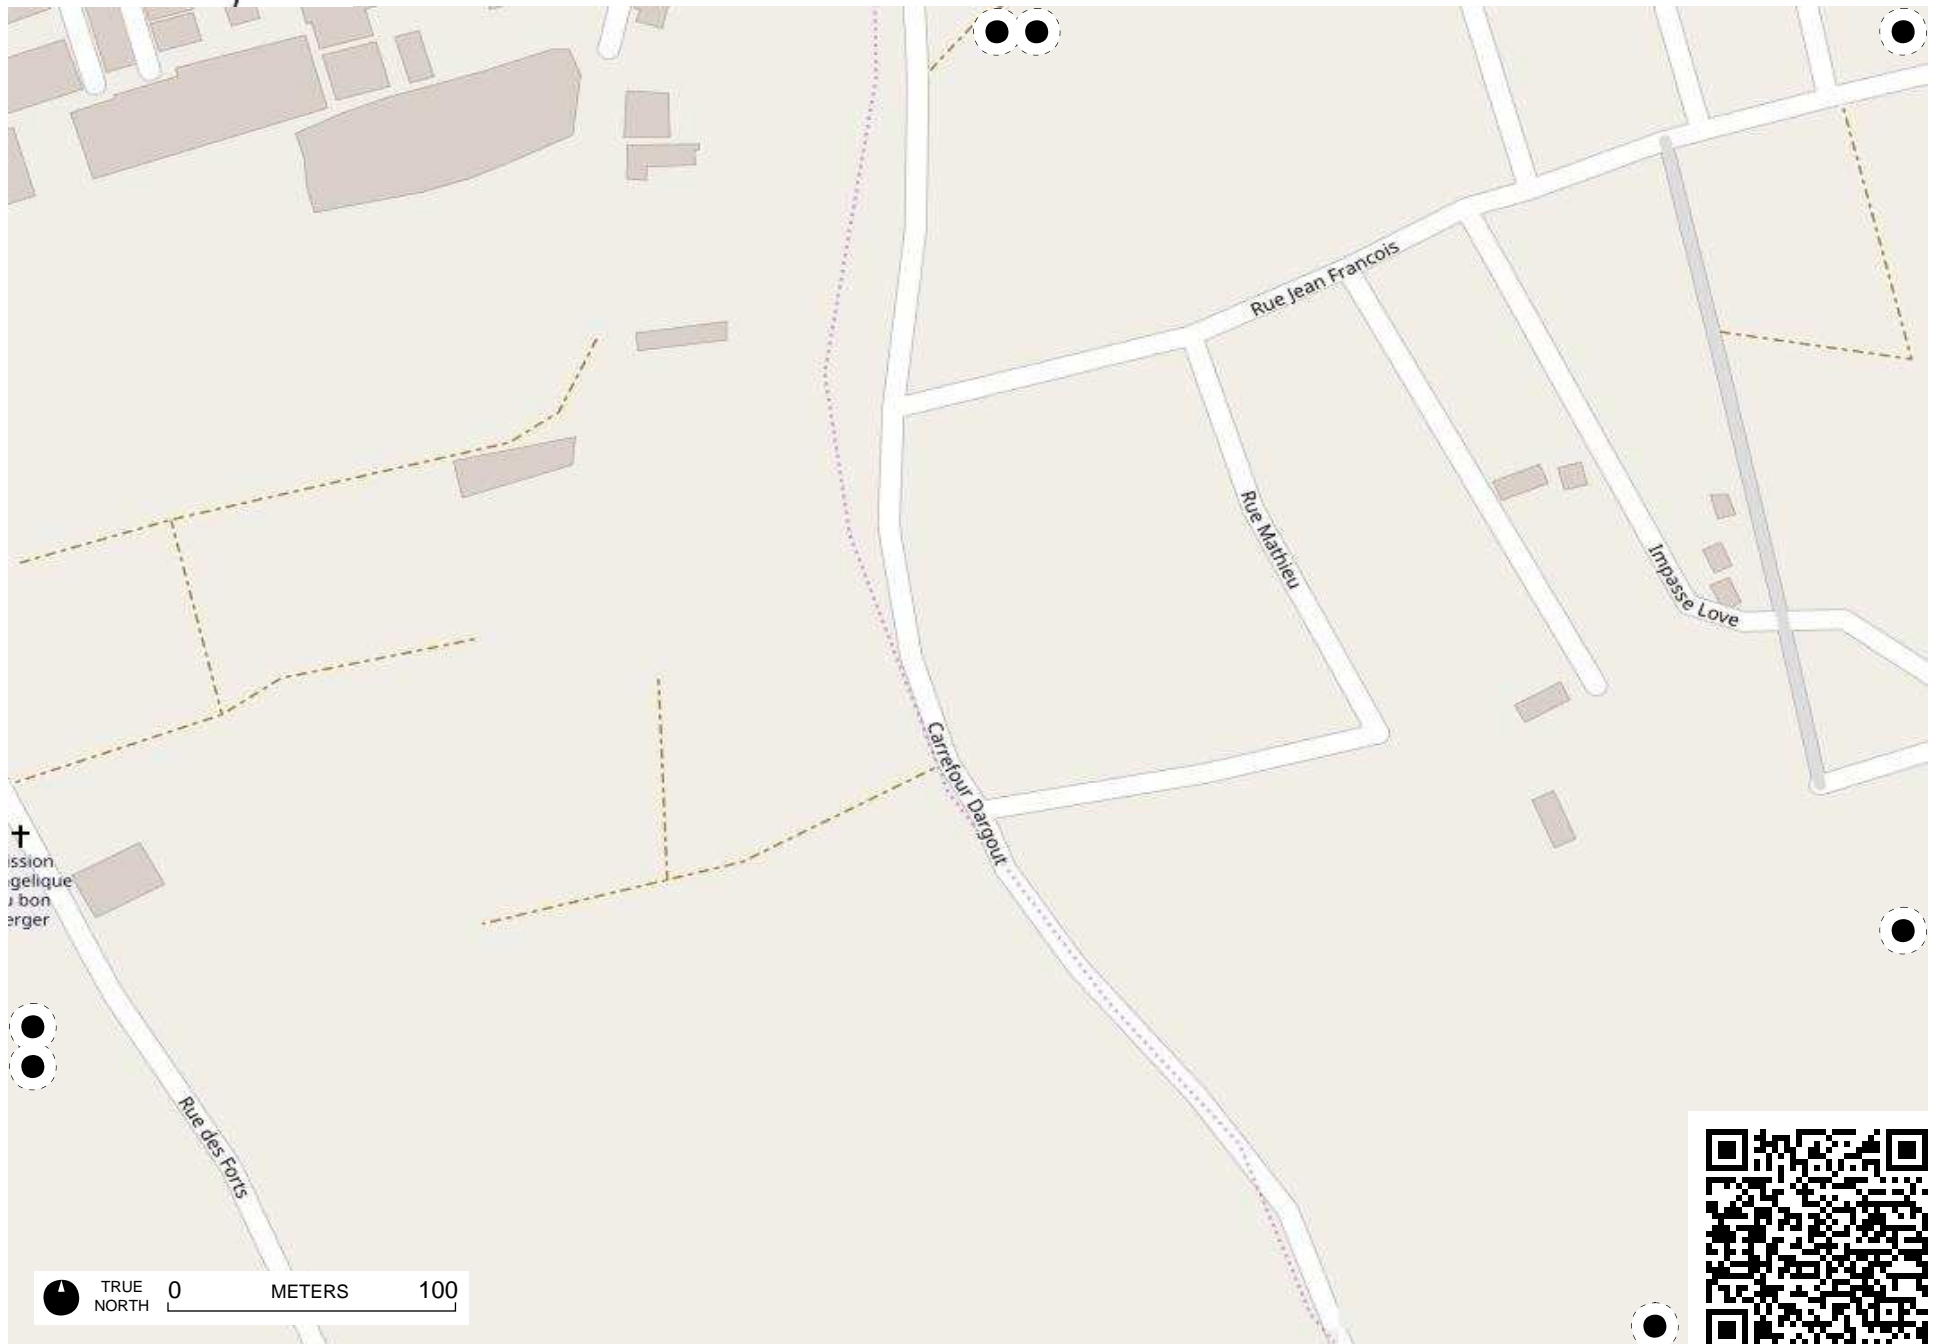 Rue Jean Francois
Rue Mathieu
Impasse Love
Carrefour Dargout
ission
gelique
bon
erger
Rue des Forts
TRUE
NORTH
0 METERS 100